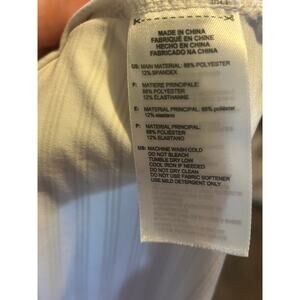 MADE IN CHINA
FABRIQUÉ EN CHINE
HECHO EN CHINA
FABRICADO NA CHINA
US: MAIN MATERIAL: 88% POLYESTER
12% SPANDEX
F: MATIERE PRINCIPALE:
88% POLYESTER
12% ELASTHANNE
E: MATERIAL PRINCIPAL: 88% poliéster
12% elastano
P: MATERIAL PRINCIPAL:
88% POLIÉSTER
12% ELASTANO
US: MACHINE WASH COLD
DO NOT BLEACH
TUMBLE DRY LOW
COOL IRON IF NEEDED
DO NOT DRY CLEAN
DO NOT USE FABRIC SOFTENER
USE MILD DETERGENT ONLY